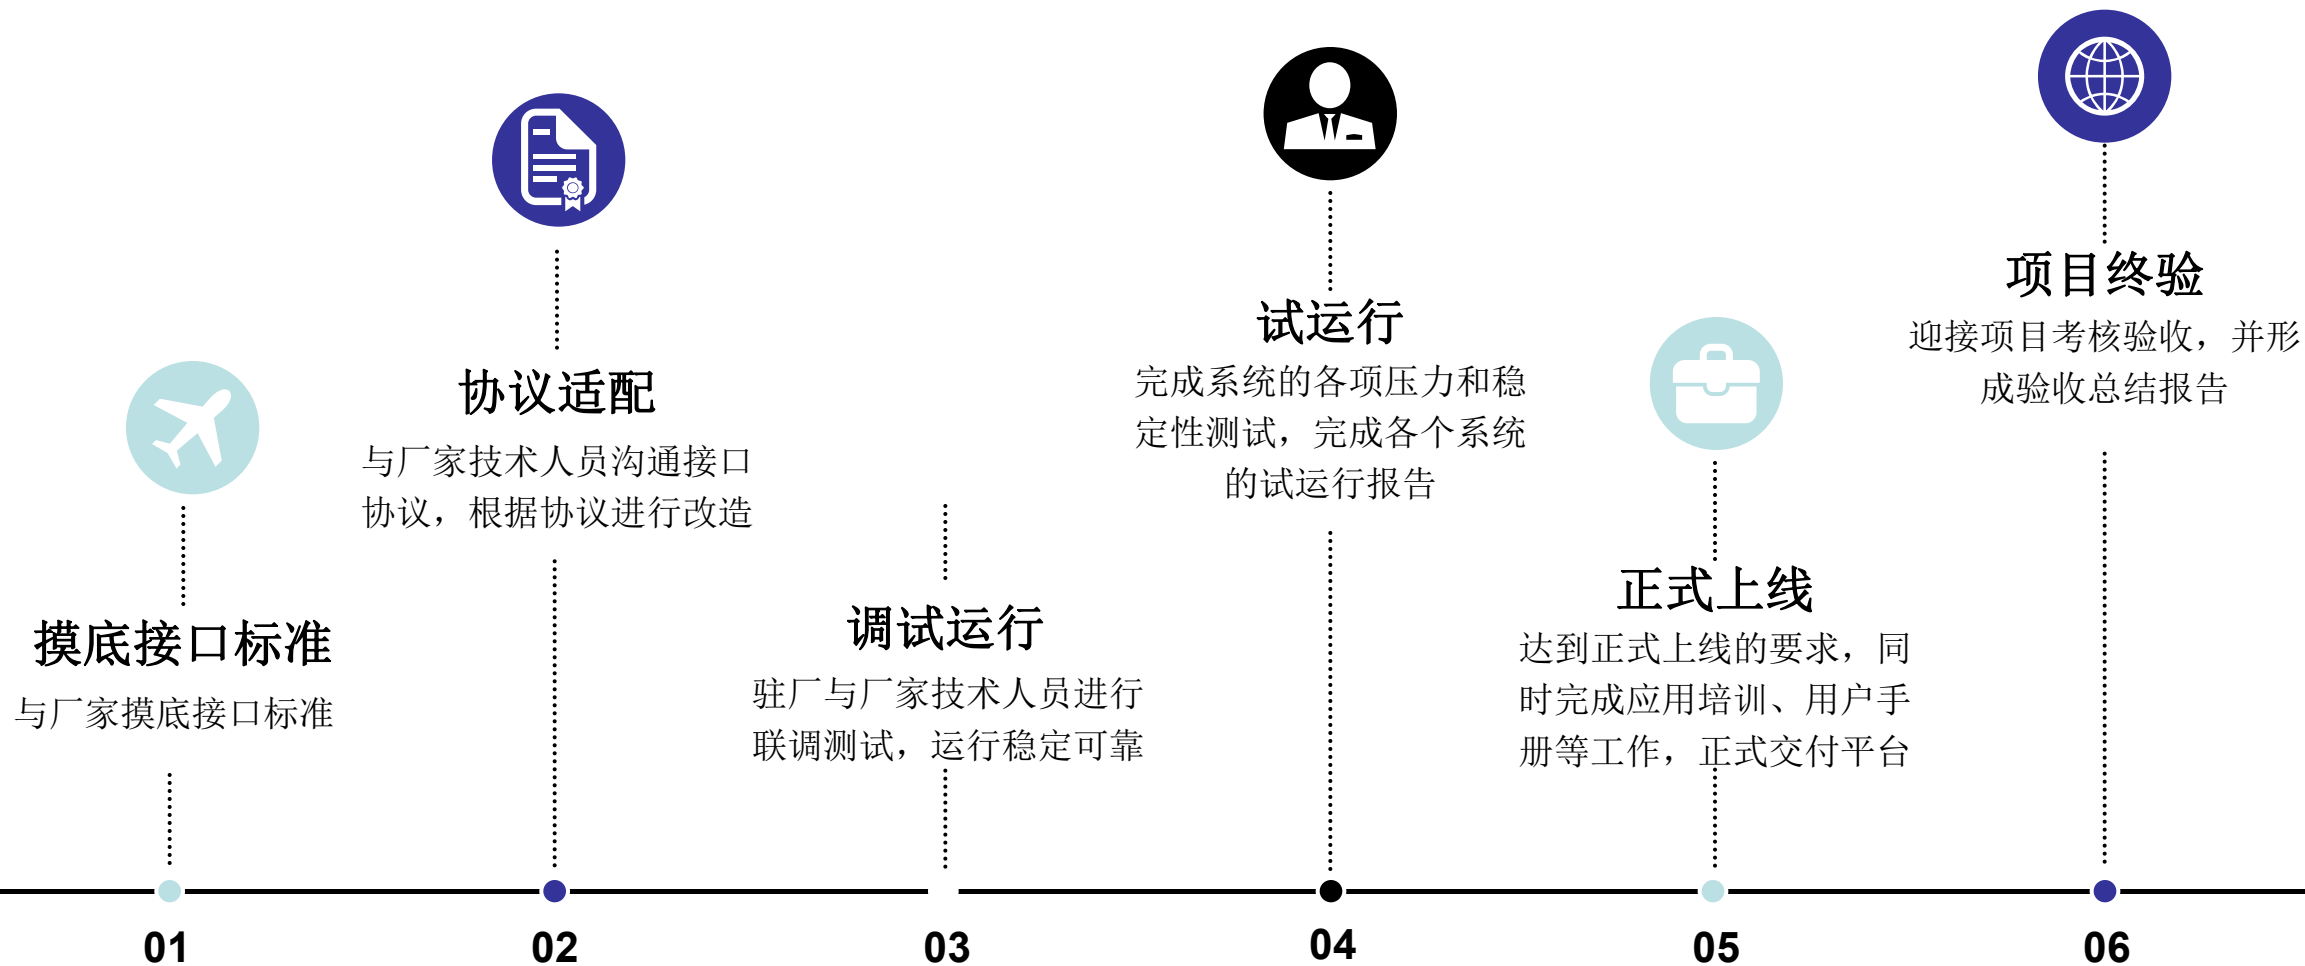 摸底接口标准
与厂家摸底接口标准
01
协议适配
与厂家技术人员沟通接口
协议，根据协议进行改造
02
调试运行
驻厂与厂家技术人员进行
联调测试，运行稳定可靠
03
试运行
完成系统的各项压力和稳
定性测试，完成各个系统
的试运行报告
04
正式上线
达到正式上线的要求，同
时完成应用培训、用户手
册等工作，正式交付平台
05
项目终验
迎接项目考核验收，并形
成验收总结报告
06